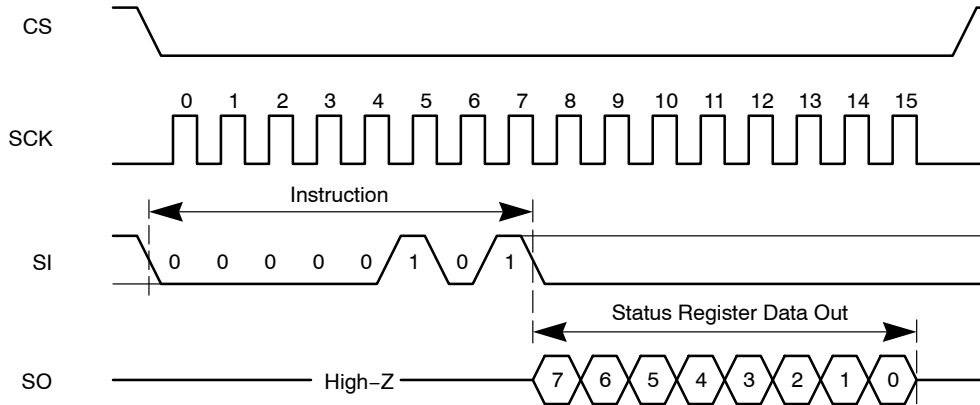 CS
0 1 2 3 4 5 6 7 8 9 10 11 12 13 14 15
SCK
Instruction
SI 0 0 0 0 0 1 0 1
Status Register Data Out
SO High−Z 7 6 5 4 3 2 1 0